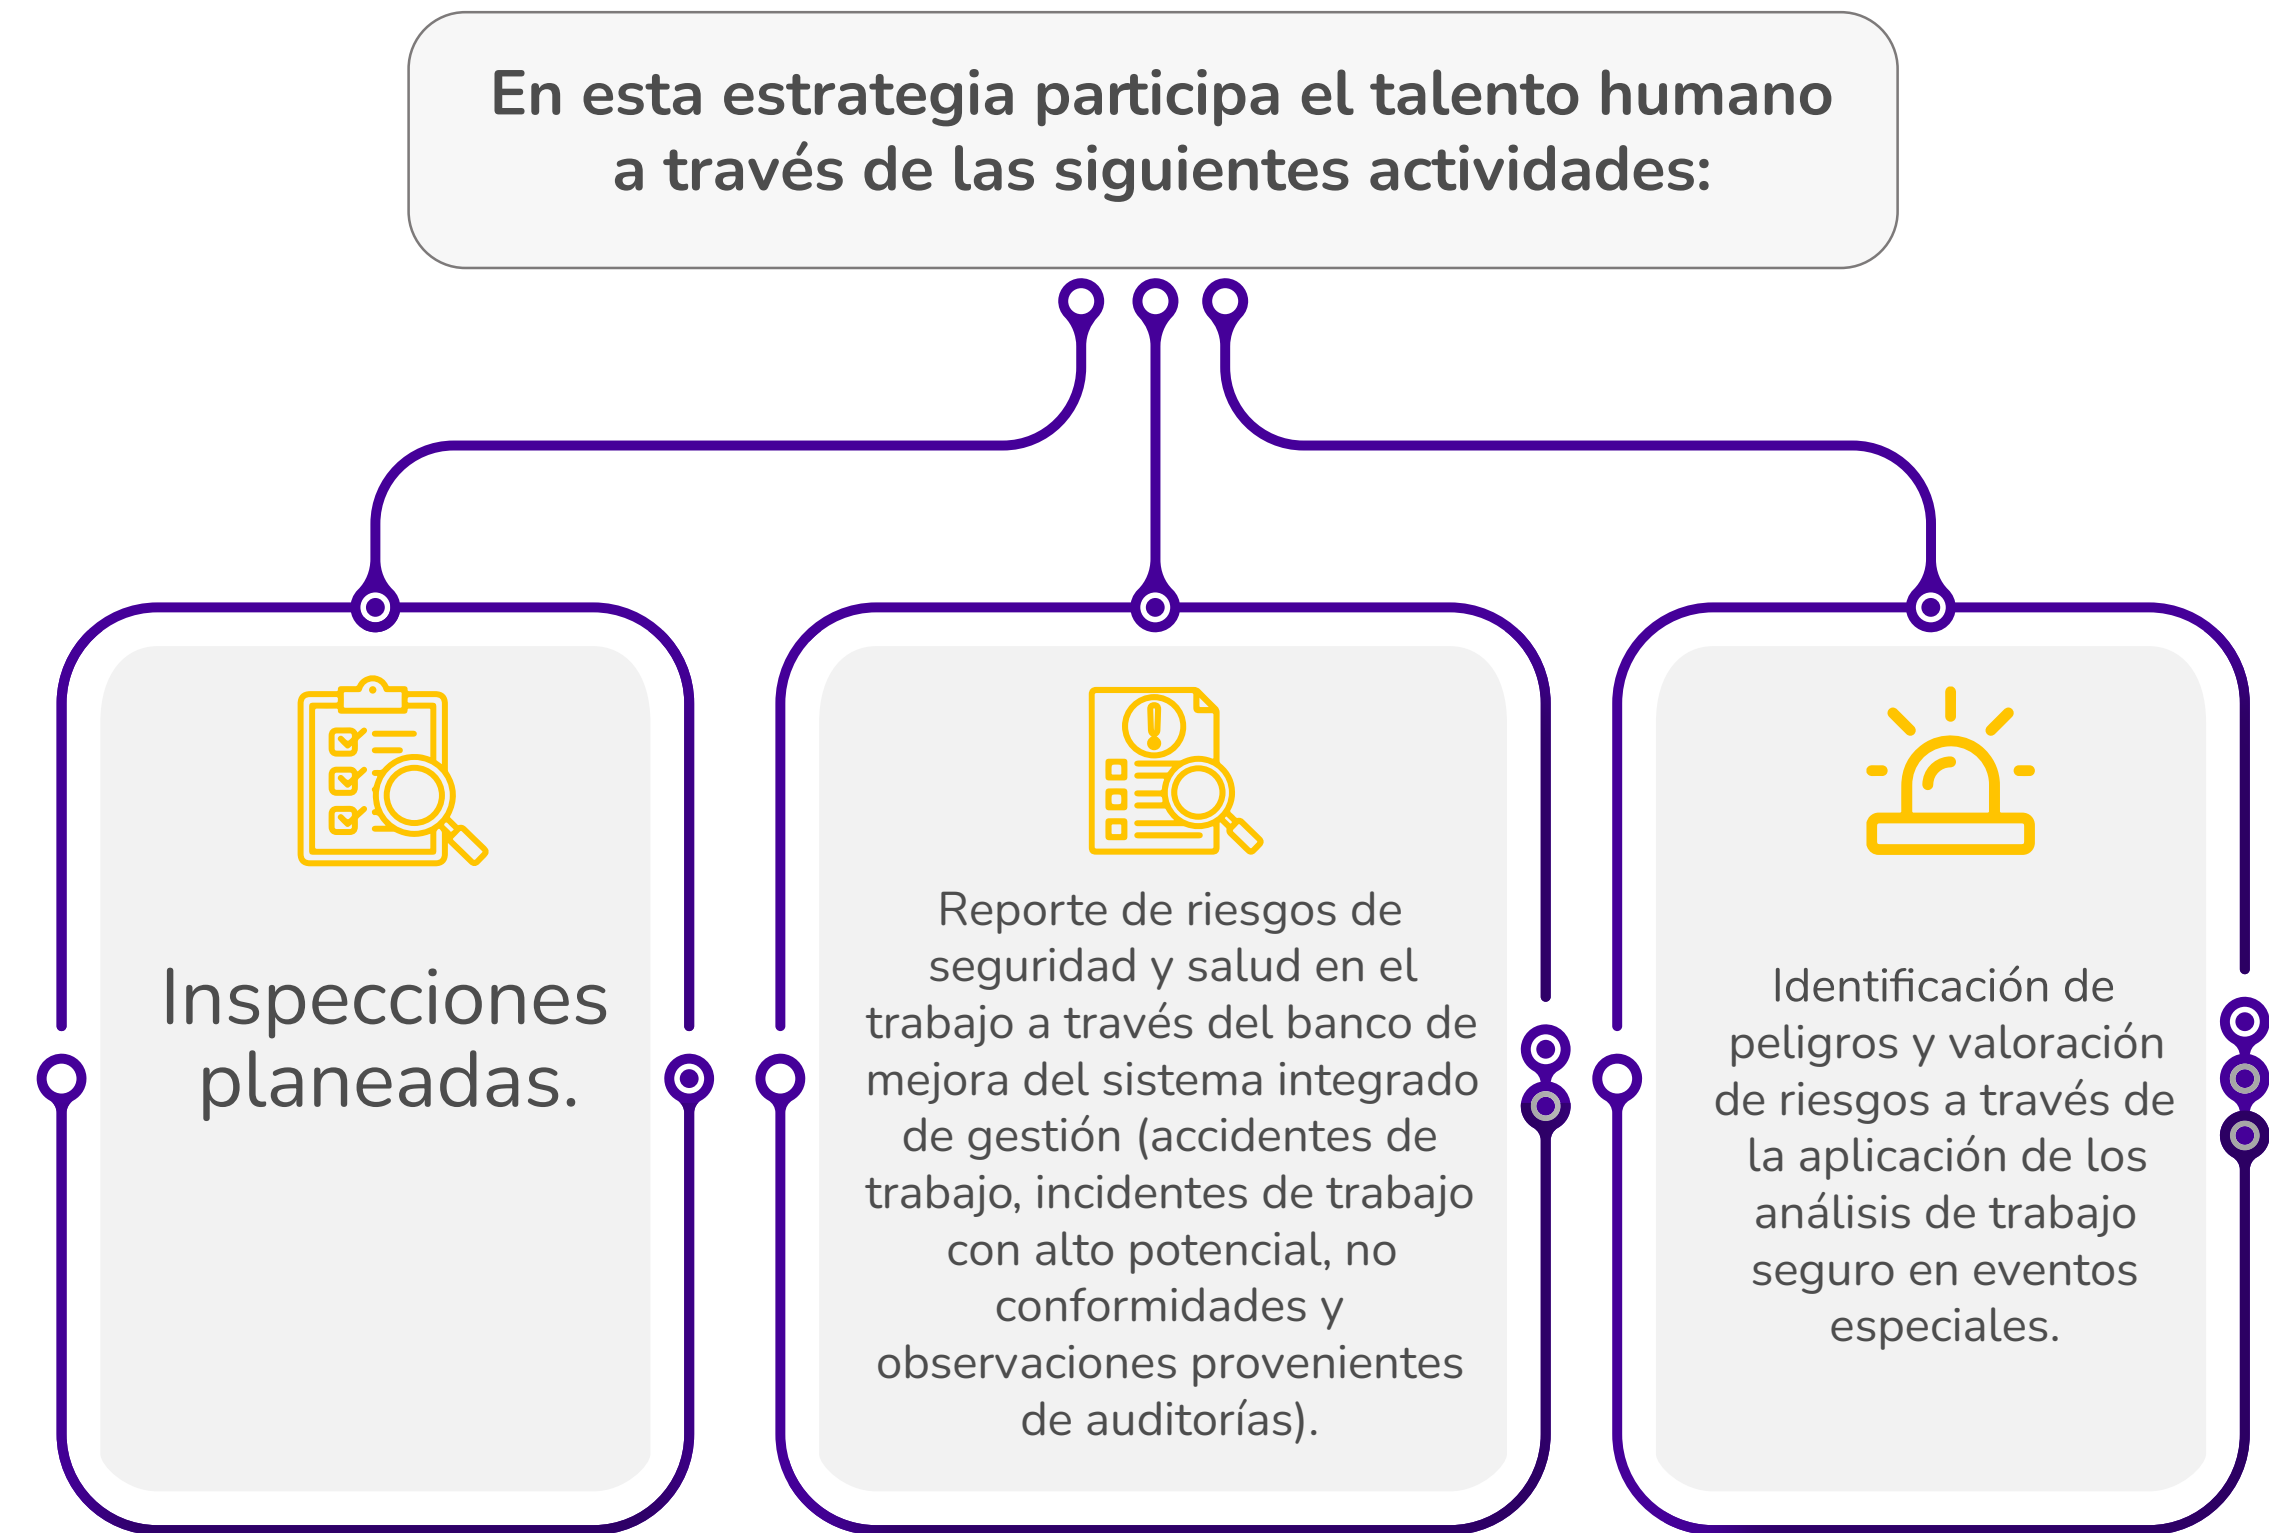 En esta estrategia participa el talento humano
a través de las siguientes actividades:
Inspecciones
planeadas.
Reporte de riesgos de
seguridad y salud en el
trabajo a través del banco de
mejora del sistema integrado
de gestión (accidentes de
trabajo, incidentes de trabajo
con alto potencial, no
conformidades y
observaciones provenientes
de auditorías).
Identificación de
peligros y valoración
de riesgos a través de
la aplicación de los
análisis de trabajo
seguro en eventos
especiales.